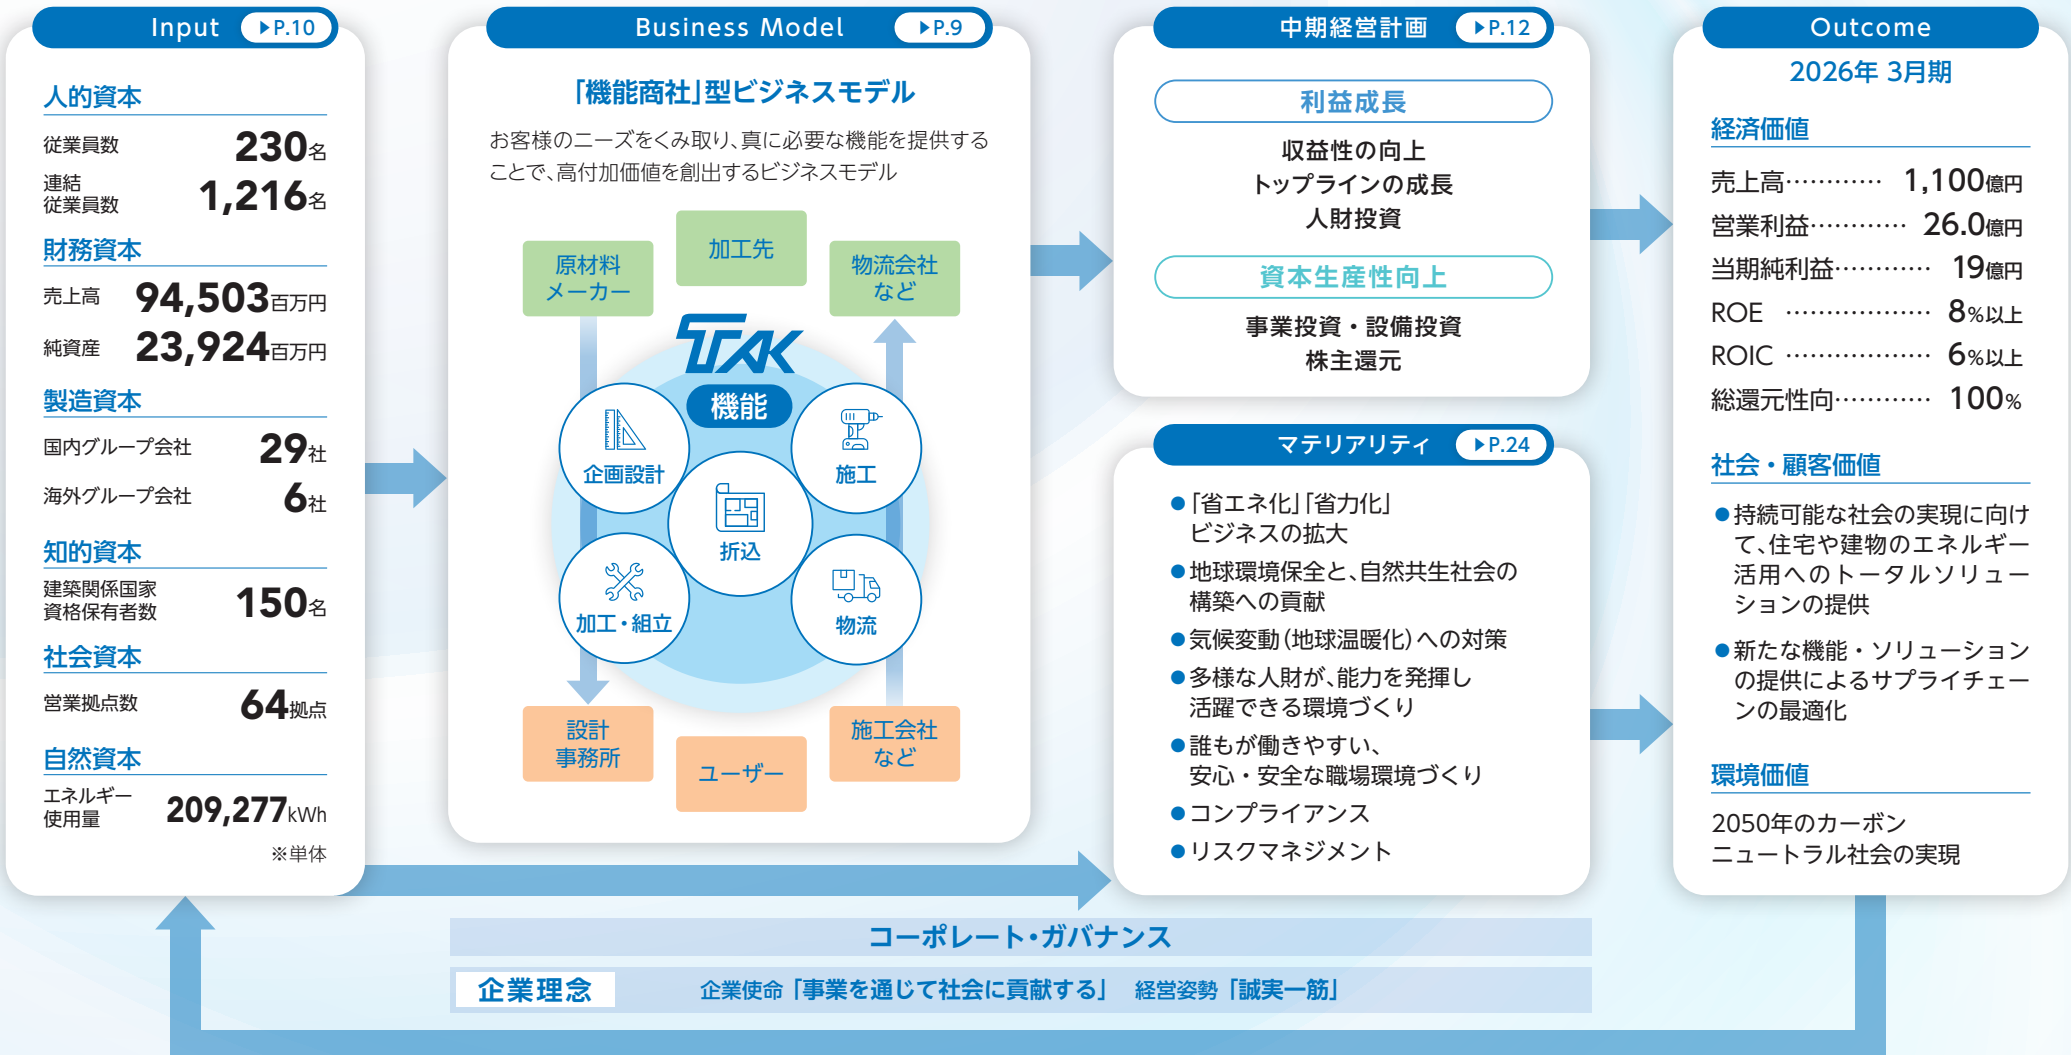 Input ▶P.10
人的資本
従業員数 230名
連結
従業員数 1,216名
財務資本
売上高 94,503百万円
純資産 23,924百万円
製造資本
国内グループ会社 29社
海外グループ会社 6社
知的資本
建築関係国家
資格保有者数 150名
社会資本
営業拠点数 64拠点
自然資本
エネルギー
使用量 209,277kWh
※単体
Business Model ▶P.9
「機能商社」型ビジネスモデル
お客様のニーズをくみ取り、真に必要な機能を提供する
ことで、高付加価値を創出するビジネスモデル
原材料
メーカー
加工先
物流会社
など
TAK
機能
企画設計
施工
折込
加工・組立
物流
設計
事務所
ユーザー
施工会社
など
中期経営計画 ▶P.12
利益成長
収益性の向上
トップラインの成長
人財投資
資本生産性向上
事業投資・設備投資
株主還元
マテリアリティ ▶P.24
●「省エネ化」「省力化」
ビジネスの拡大
●地球環境保全と、自然共生社会の
構築への貢献
●気候変動(地球温暖化)への対策
●多様な人財が、能力を発揮し
活躍できる環境づくり
●誰もが働きやすい、
安心・安全な職場環境づくり
●コンプライアンス
●リスクマネジメント
Outcome
2026年 3月期
経済価値
売上高………… 1,100億円
営業利益………… 26.0億円
当期純利益………… 19億円
ROE ……………… 8%以上
ROIC ……………… 6%以上
総還元性向………… 100%
社会・顧客価値
●持続可能な社会の実現に向け
て、住宅や建物のエネルギー
活用へのトータルソリュー
ションの提供
●新たな機能・ソリューション
の提供によるサプライチェー
ンの最適化
環境価値
2050年のカーボン
ニュートラル社会の実現
コーポレート・ガバナンス
企業理念 企業使命「事業を通じて社会に貢献する」 経営姿勢「誠実一筋」